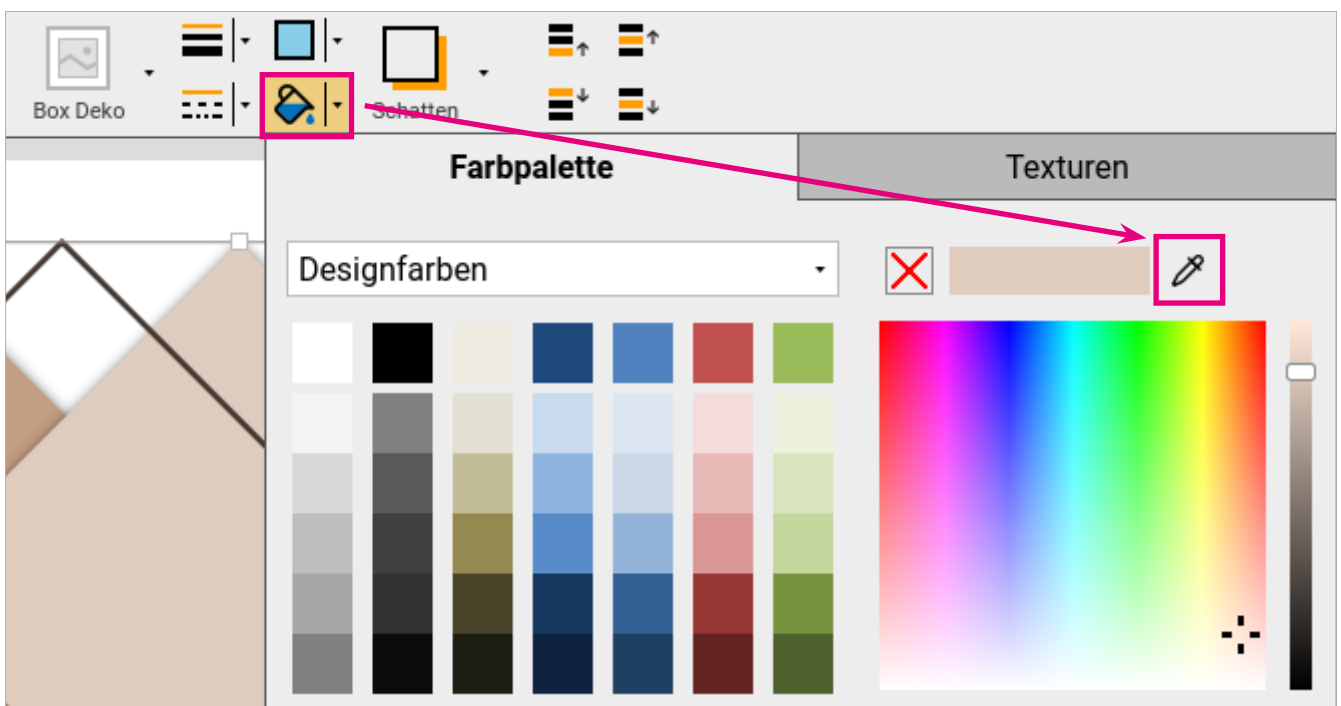 Box Deko
Schatten
Farbpalette
Texturen
Designfarben